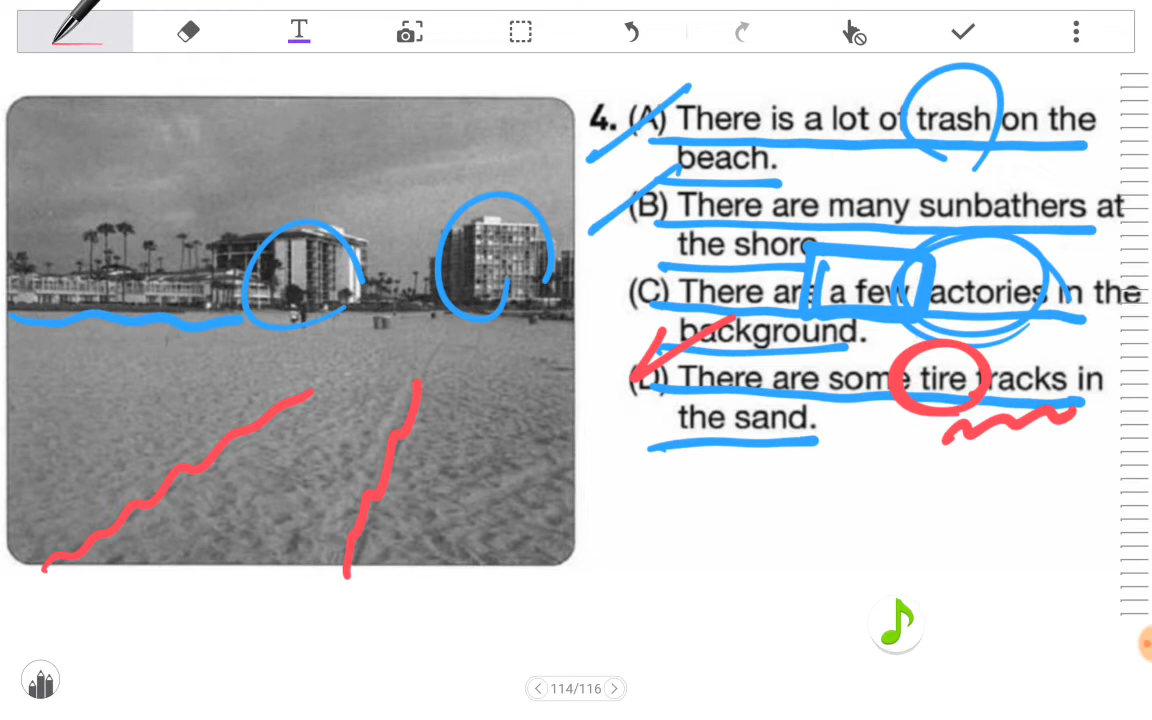 T
4. (A) There is a lot of trash on the
beach.
(B) There are many sunbathers at
the shore.
(C) There are a few factories in the
background.
(D) There are some tire tracks in
the sand.
114/116